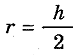 r = h/2